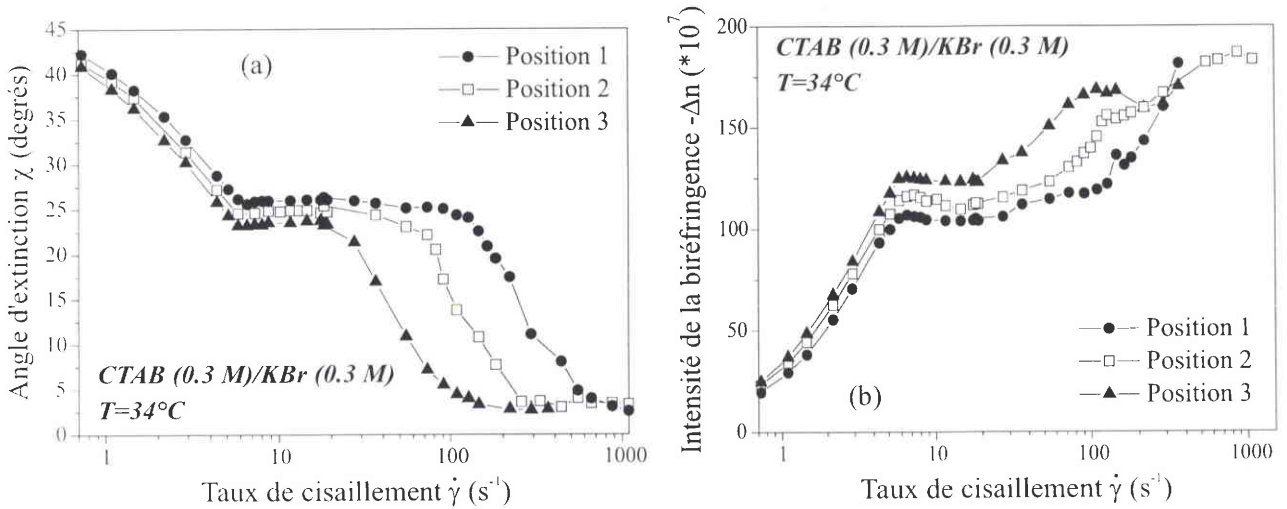 45
40
35
30
25
20
15
10
5
0
Angle d'extinction χ (degrés)
(a)
Position 1
Position 2
Position 3
CTAB (0.3 M)/KBr (0.3 M)
T=34°C
1
10
100
1000
Taux de cisaillement γ̇ (s⁻¹)
200
150
100
50
0
Intensité de la biréfringence -Δn (*10⁷)
CTAB (0.3 M)/KBr (0.3 M)
T=34°C
Position 1
Position 2
Position 3
(b)
1
10
100
1000
Taux de cisaillement γ̇ (s⁻¹)